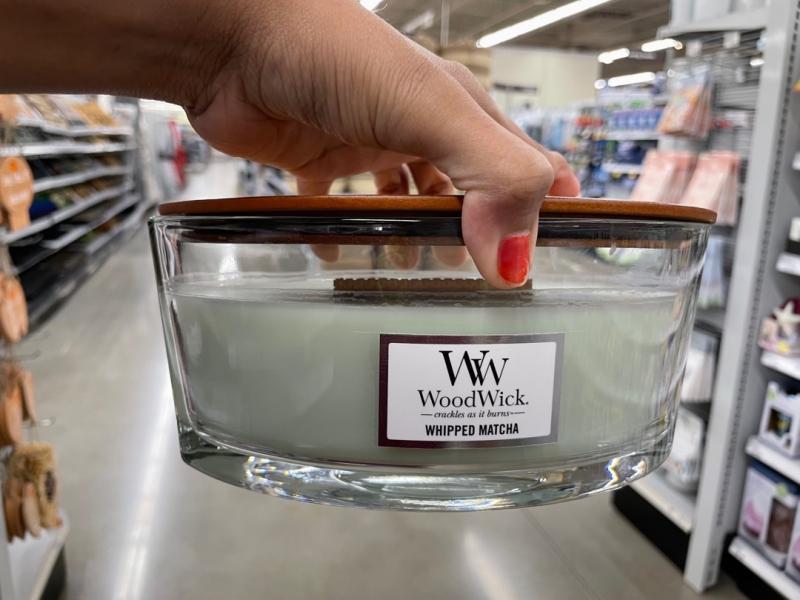 WW
WoodWick.
crackles as it burns
WHIPPED MATCHA